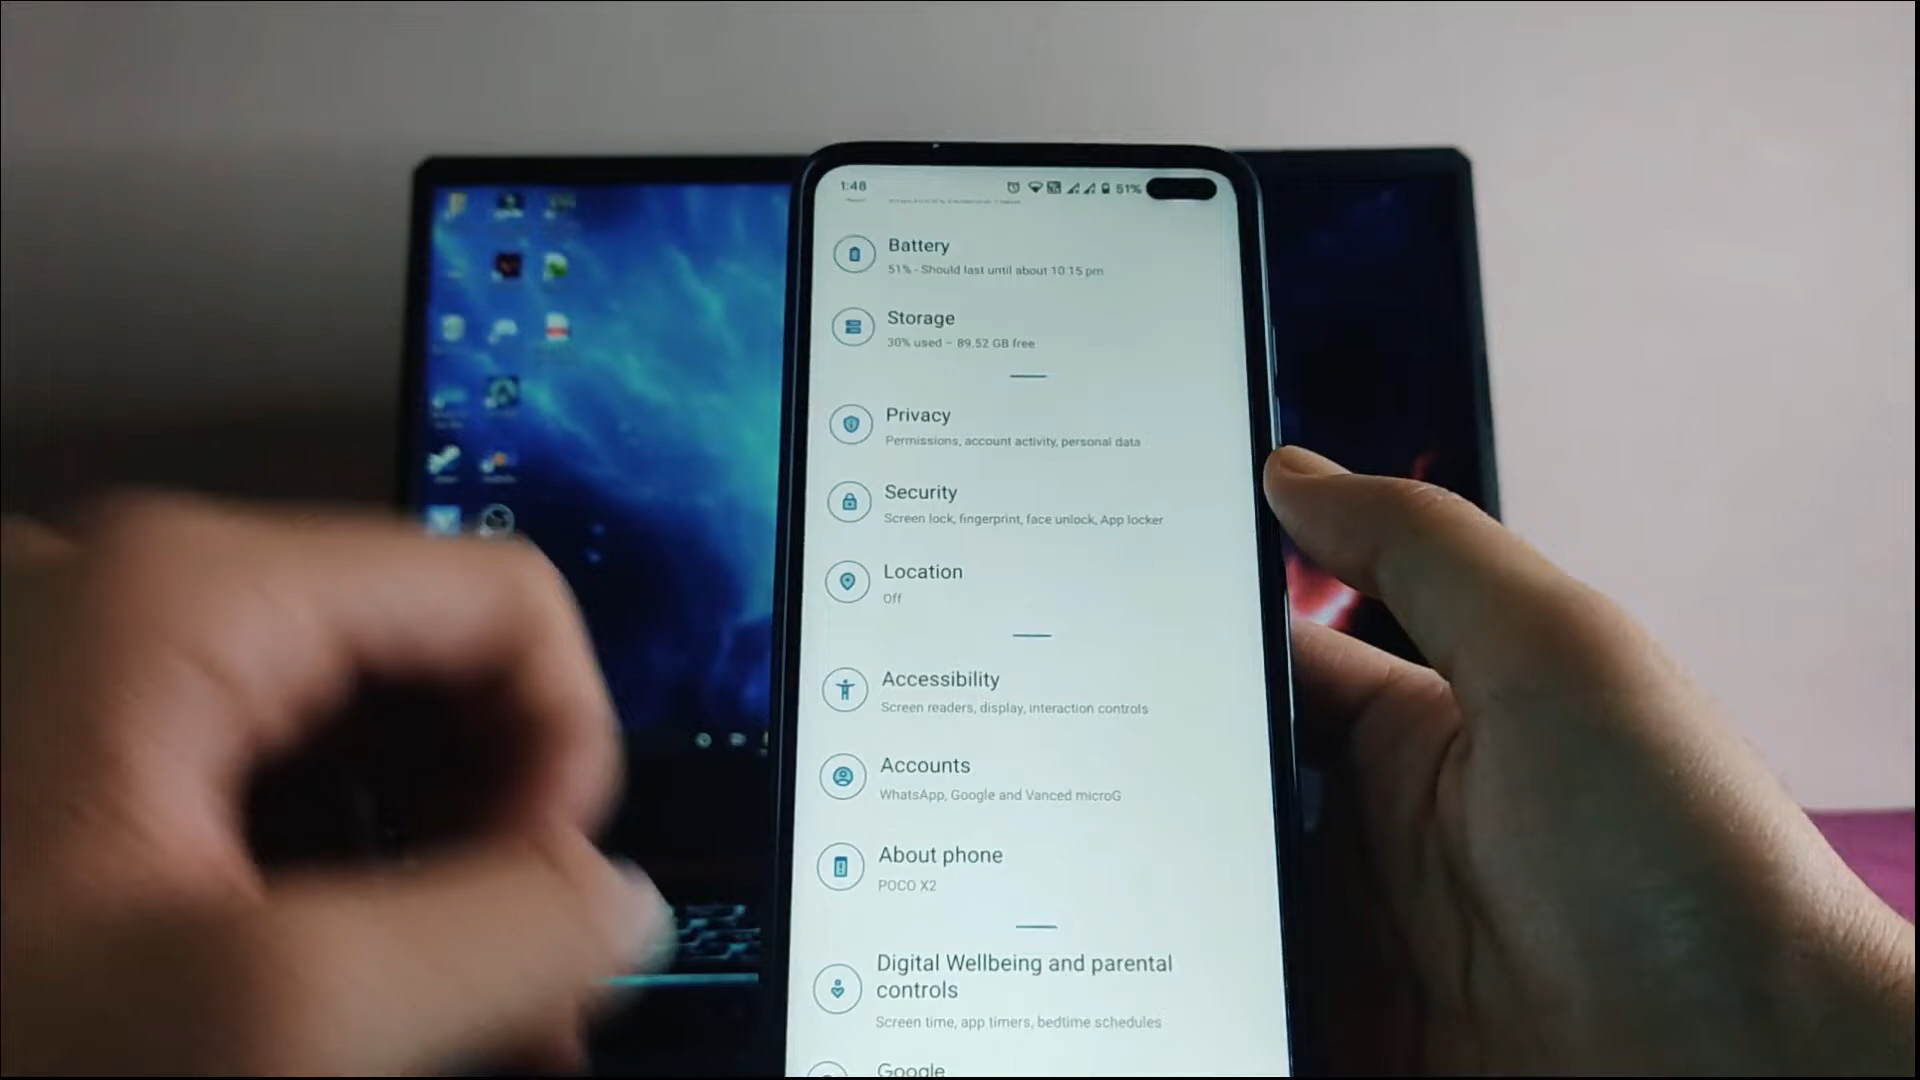 1:48
51%
Battery
51% - Should last until about 10:15 pm
Storage
30% used – 89.52 GB free
Privacy
Permissions, account activity, personal data
Security
Screen lock, fingerprint, face unlock, App locker
Location
Off
Accessibility
Screen readers, display, interaction controls
Accounts
WhatsApp, Google and Vanced microG
About phone
POCO X2
Digital Wellbeing and parental
controls
Screen time, app timers, bedtime schedules
Google